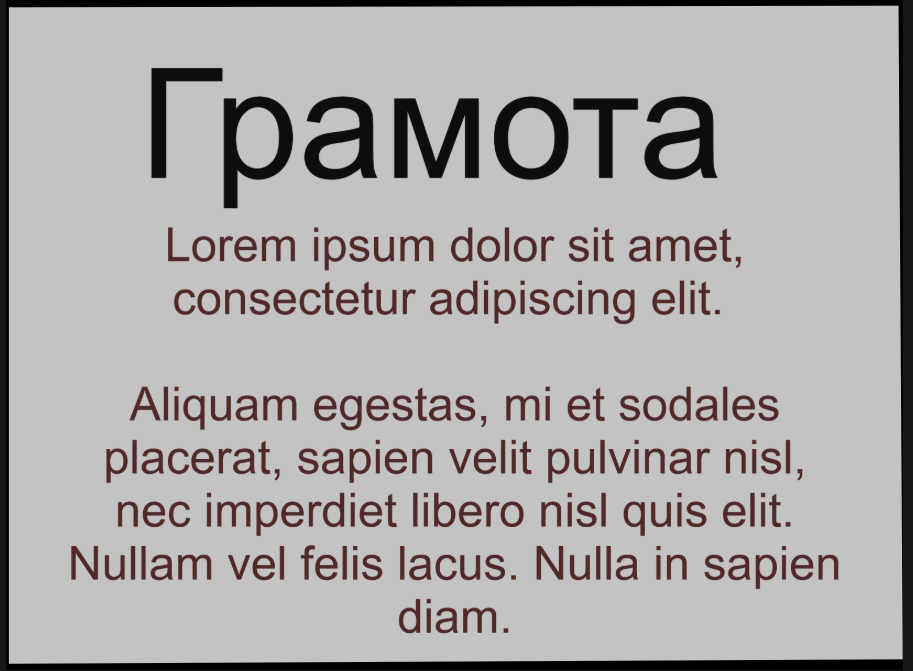 Грамота
Lorem ipsum dolor sit amet,
consectetur adipiscing elit.
Aliquam egestas, mi et sodales
placerat, sapien velit pulvinar nisl,
nec imperdiet libero nisl quis elit.
Nullam vel felis lacus. Nulla in sapien
diam.